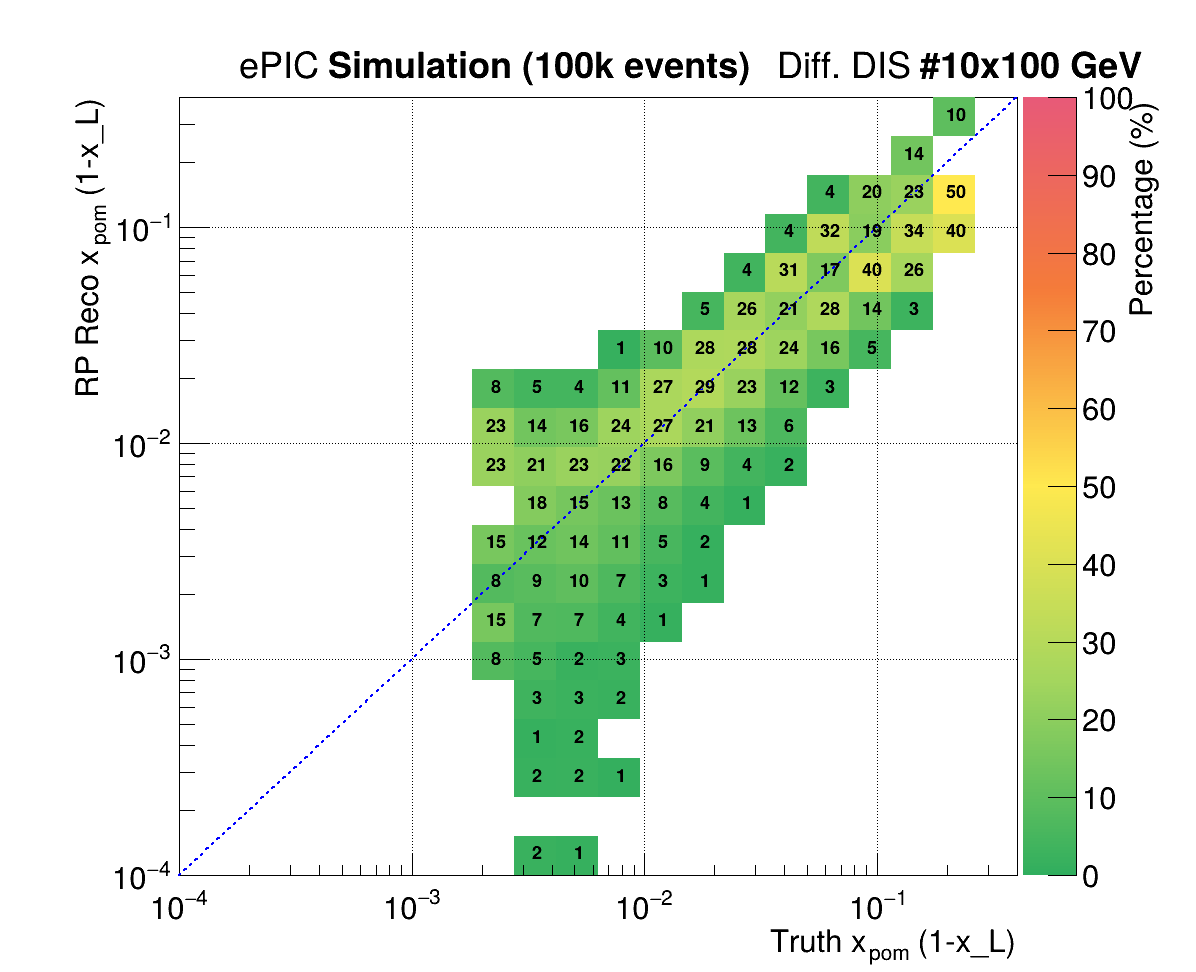 ePIC Simulation (100k events) Diff. DIS #10x100 GeV
RP Reco x_pom (1-x_L)
Percentage (%)
100
90
80
70
60
50
40
30
20
10
0
10⁻¹
10⁻²
10⁻³
10⁻⁴
10
14
4 20 23 50
4 32 19 34 40
4 31 17 40 26
5 26 21 28 14 3
1 10 28 28 24 16 5
8 5 4 11 27 29 23 12 3
23 14 16 24 27 21 13 6
23 21 23 22 16 9 4 2
18 15 13 8 4 1
15 12 14 11 5 2
8 9 10 7 3 1
15 7 7 4 1
8 5 2 3
3 3 2
1 2
2 2 1
2 1
10⁻⁴ 10⁻³ 10⁻² 10⁻¹
Truth x_pom (1-x_L)